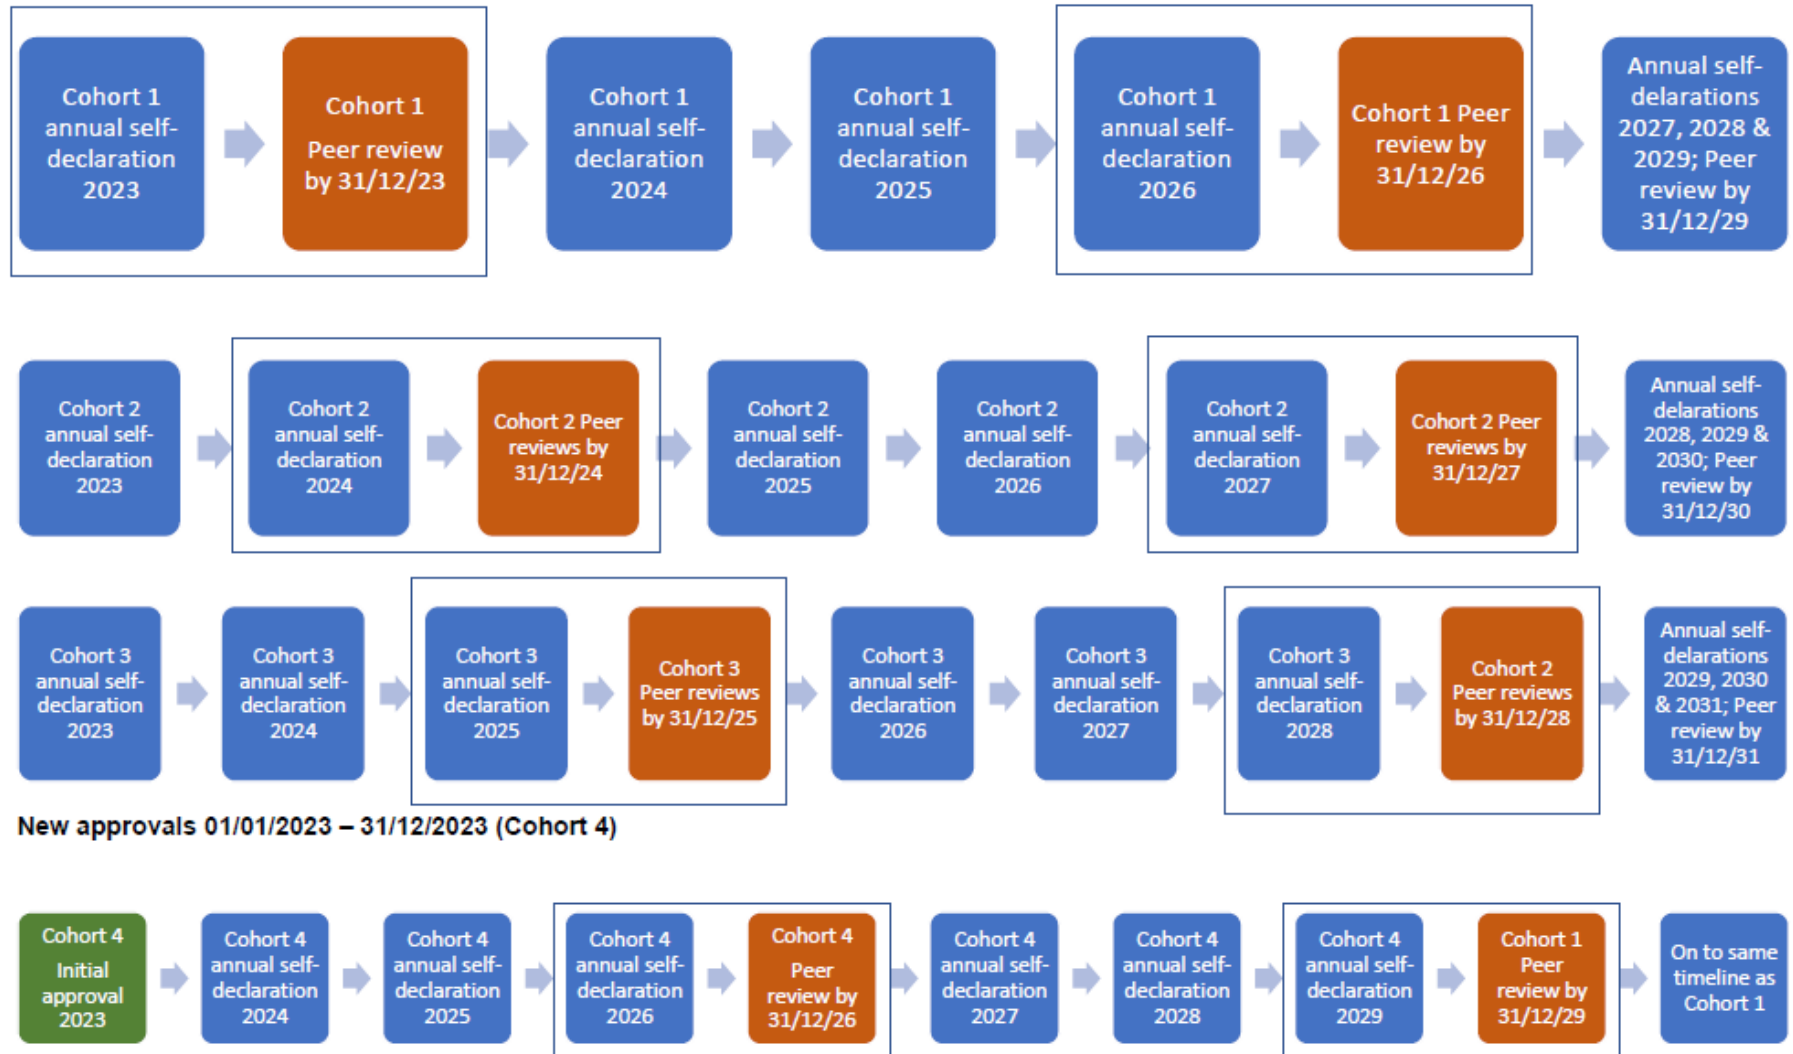 Cohort 1
annual self-
declaration
2023
Cohort 1
Peer review
by 31/12/23
Cohort 1
annual self-
declaration
2024
Cohort 1
annual self-
declaration
2025
Cohort 1
annual self-
declaration
2026
Cohort 1 Peer
review by
31/12/26
Annual self-
delarations
2027, 2028 &
2029; Peer
review by
31/12/29
Cohort 2
annual self-
declaration
2023
Cohort 2
annual self-
declaration
2024
Cohort 2 Peer
reviews by
31/12/24
Cohort 2
annual self-
declaration
2025
Cohort 2
annual self-
declaration
2026
Cohort 2
annual self-
declaration
2027
Cohort 2 Peer
reviews by
31/12/27
Annual self-
delarations
2028, 2029 &
2030; Peer
review by
31/12/30
Cohort 3
annual self-
declaration
2023
Cohort 3
annual self-
declaration
2024
Cohort 3
annual self-
declaration
2025
Cohort 3
Peer reviews
by 31/12/25
Cohort 3
annual self-
declaration
2026
Cohort 3
annual self-
declaration
2027
Cohort 3
annual self-
declaration
2028
Cohort 2
Peer reviews
by 31/12/28
Annual self-
delarations
2029, 2030
& 2031; Peer
review by
31/12/31
New approvals 01/01/2023 – 31/12/2023 (Cohort 4)
Cohort 4
Initial
approval
2023
Cohort 4
annual self-
declaration
2024
Cohort 4
annual self-
declaration
2025
Cohort 4
annual self-
declaration
2026
Cohort 4
Peer
review by
31/12/26
Cohort 4
annual self-
declaration
2027
Cohort 4
annual self-
declaration
2028
Cohort 4
annual self-
declaration
2029
Cohort 1
Peer
review by
31/12/29
On to same
timeline as
Cohort 1